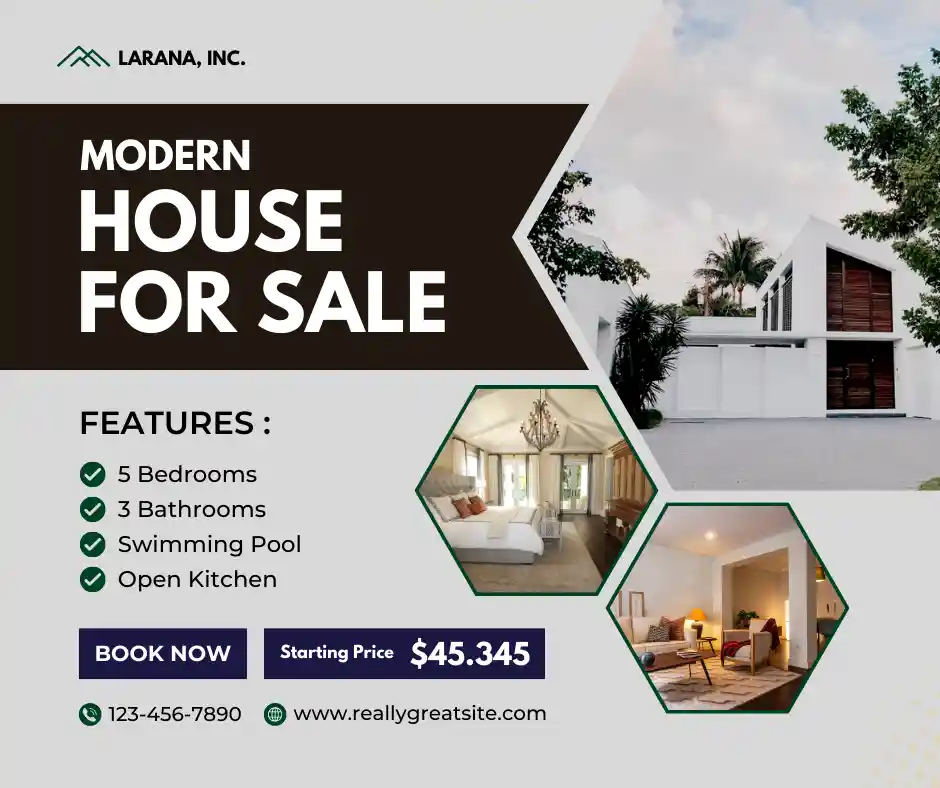 LARANA, INC.
MODERN
HOUSE
FOR SALE
FEATURES :
5 Bedrooms
3 Bathrooms
Swimming Pool
Open Kitchen
BOOK NOW
Starting Price $45.345
123-456-7890
www.reallygreatsite.com